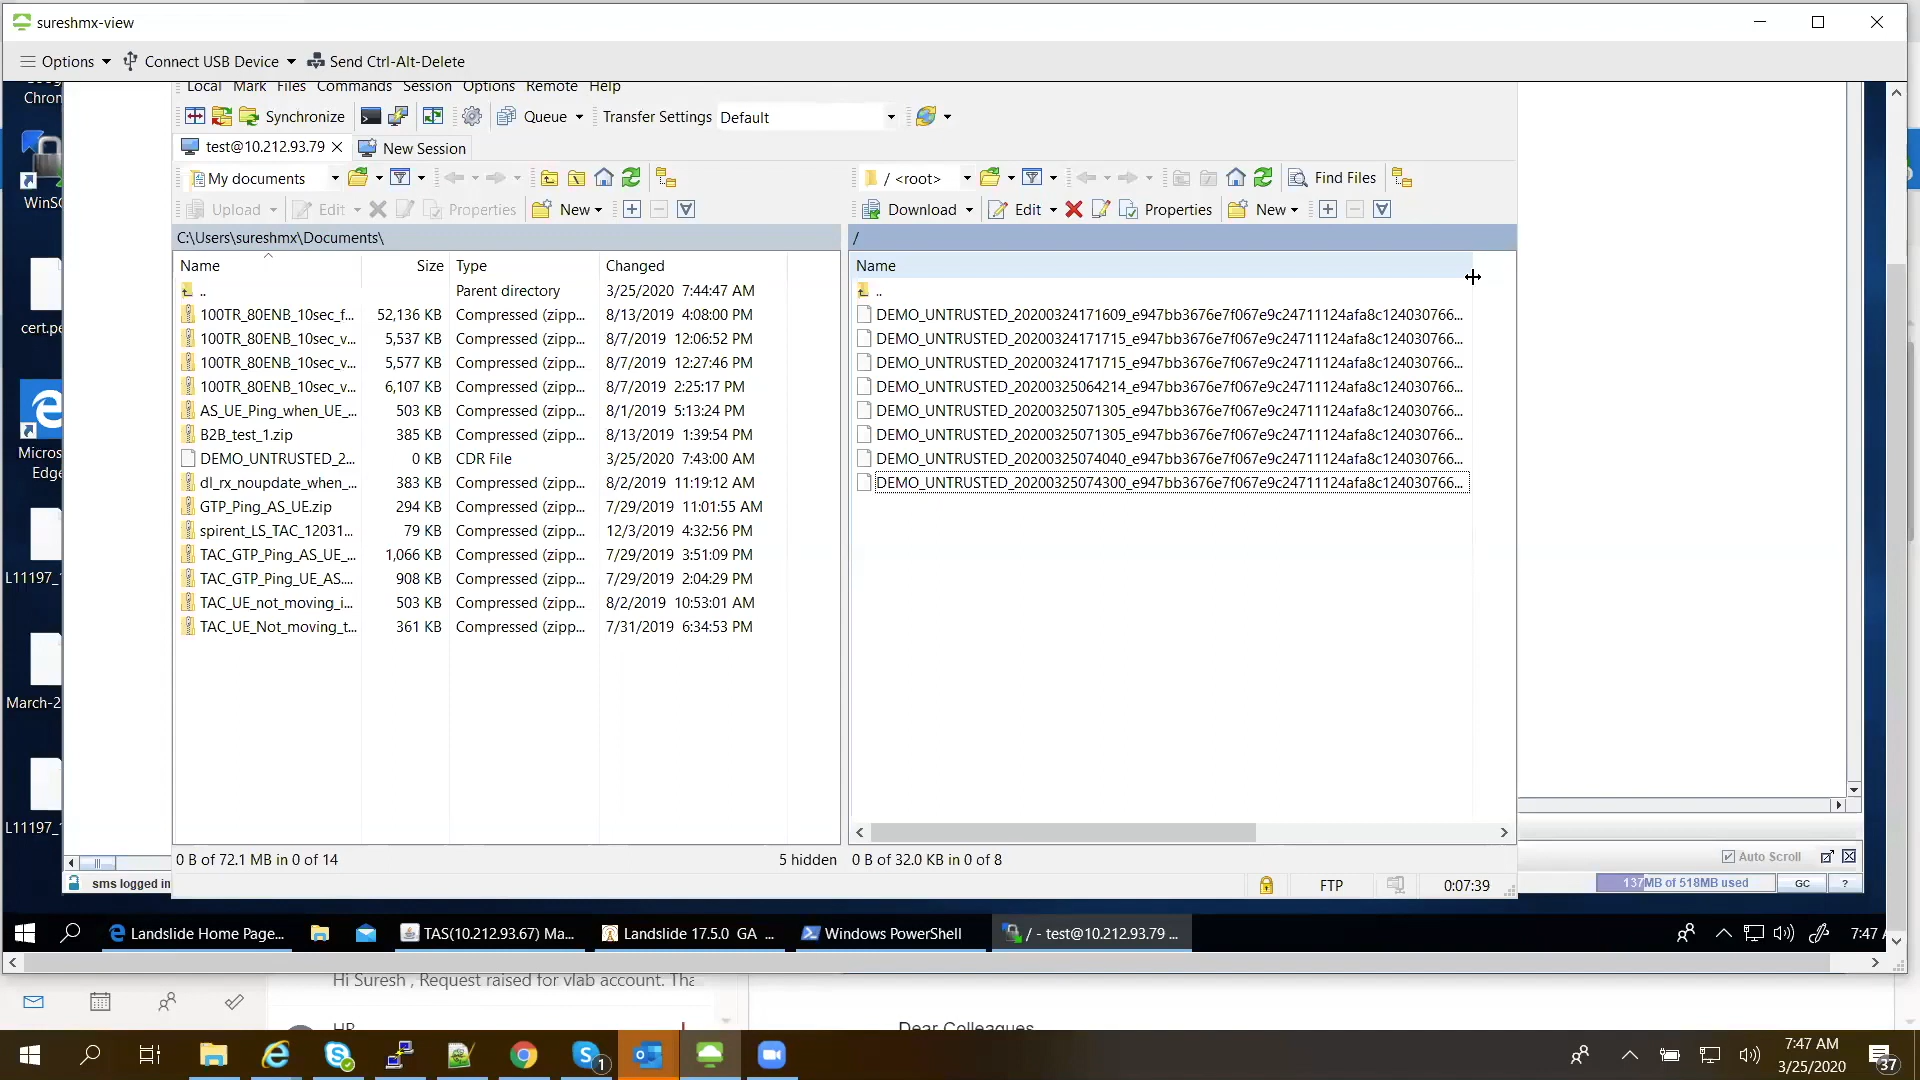 sureshmx-view
Options Connect USB Device Send Ctrl-Alt-Delete
Local Mark Files Commands Session Options Remote Help
Synchronize Queue Transfer Settings Default
test@10.212.93.79 New Session
My documents
/ <root> Find Files
Upload Edit Properties New
Download Edit Properties New
C:\Users\sureshmx\Documents\
/
Name Size Type Changed
.. Parent directory 3/25/2020 7:44:47 AM
100TR_80ENB_10sec_f... 52,136 KB Compressed (zipp... 8/13/2019 4:08:00 PM
100TR_80ENB_10sec_v... 5,537 KB Compressed (zipp... 8/7/2019 12:06:52 PM
100TR_80ENB_10sec_v... 5,577 KB Compressed (zipp... 8/7/2019 12:27:46 PM
100TR_80ENB_10sec_v... 6,107 KB Compressed (zipp... 8/7/2019 2:25:17 PM
AS_UE_Ping_when_UE_... 503 KB Compressed (zipp... 8/1/2019 5:13:24 PM
B2B_test_1.zip 385 KB Compressed (zipp... 8/13/2019 1:39:54 PM
DEMO_UNTRUSTED_2... 0 KB CDR File 3/25/2020 7:43:00 AM
dl_rx_noupdate_when_... 383 KB Compressed (zipp... 8/2/2019 11:19:12 AM
GTP_Ping_AS_UE.zip 294 KB Compressed (zipp... 7/29/2019 11:01:55 AM
spirent_LS_TAC_12031... 79 KB Compressed (zipp... 12/3/2019 4:32:56 PM
TAC_GTP_Ping_AS_UE_... 1,066 KB Compressed (zipp... 7/29/2019 3:51:09 PM
TAC_GTP_Ping_UE_AS.... 908 KB Compressed (zipp... 7/29/2019 2:04:29 PM
TAC_UE_not_moving_i... 503 KB Compressed (zipp... 8/2/2019 10:53:01 AM
TAC_UE_Not_moving_t... 361 KB Compressed (zipp... 7/31/2019 6:34:53 PM
Name
..
DEMO_UNTRUSTED_20200324171609_e947bb3676e7f067e9c24711124afa8c124030766...
DEMO_UNTRUSTED_20200324171715_e947bb3676e7f067e9c24711124afa8c124030766...
DEMO_UNTRUSTED_20200324171715_e947bb3676e7f067e9c24711124afa8c124030766...
DEMO_UNTRUSTED_20200325064214_e947bb3676e7f067e9c24711124afa8c124030766...
DEMO_UNTRUSTED_20200325071305_e947bb3676e7f067e9c24711124afa8c124030766...
DEMO_UNTRUSTED_20200325071305_e947bb3676e7f067e9c24711124afa8c124030766...
DEMO_UNTRUSTED_20200325074040_e947bb3676e7f067e9c24711124afa8c124030766...
DEMO_UNTRUSTED_20200325074300_e947bb3676e7f067e9c24711124afa8c124030766...
0 B of 72.1 MB in 0 of 14 5 hidden
0 B of 32.0 KB in 0 of 8
FTP 0:07:39
Chron
WinSC
cert.pe
Micros
Edge
L11197_1
March-2
L11197_1
Auto Scroll
sms logged in
137MB of 518MB used GC ?
Landslide Home Page... TAS(10.212.93.67) Ma... Landslide 17.5.0 GA ... Windows PowerShell / - test@10.212.93.79 ... 7:47
Hi Suresh , Request raised for vlab account. Tha
HR
Dear Colleagues
1
7:47 AM
3/25/2020
37